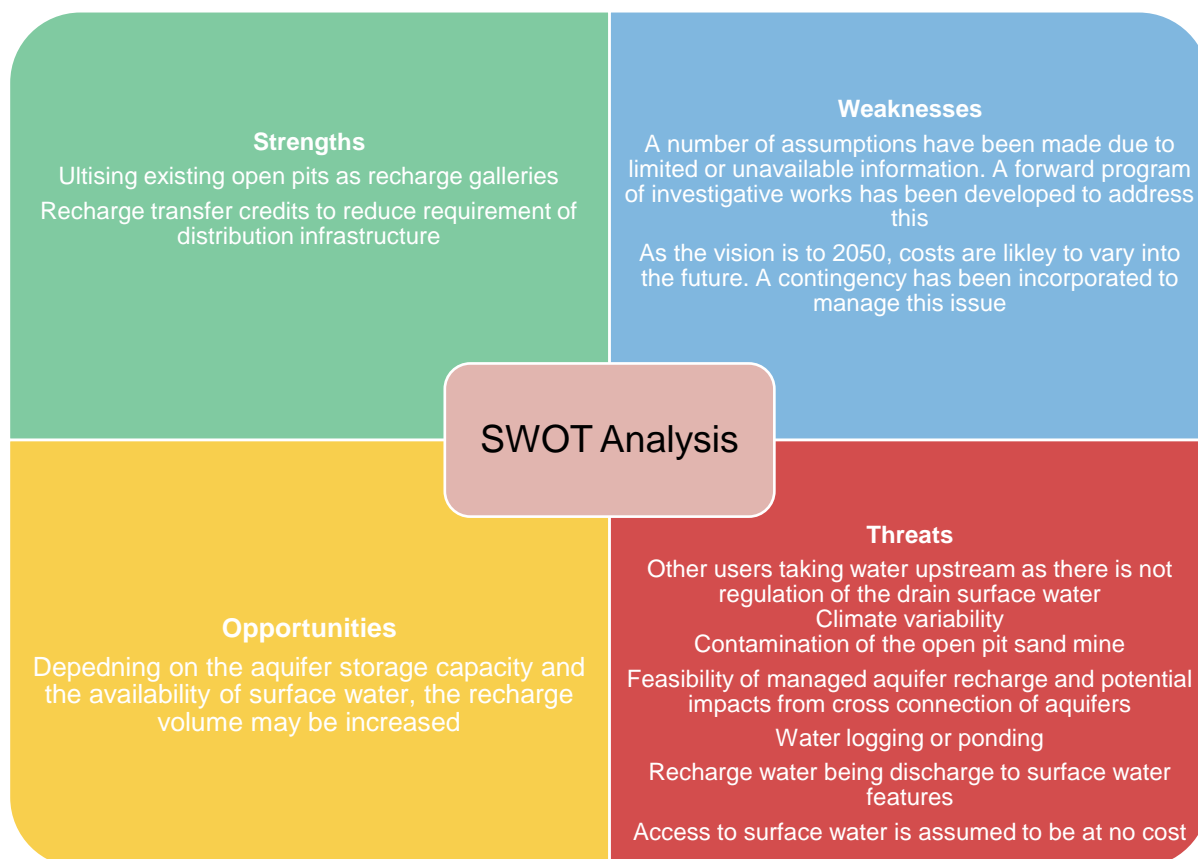 Strengths
Ultising existing open pits as recharge galleries
Recharge transfer credits to reduce requirement of
distribution infrastructure
Weaknesses
A number of assumptions have been made due to
limited or unavailable information. A forward program
of investigative works has been developed to address
this
As the vision is to 2050, costs are likley to vary into
the future. A contingency has been incorporated to
manage this issue
SWOT Analysis
Opportunities
Depedning on the aquifer storage capacity and
the availability of surface water, the recharge
volume may be increased
Threats
Other users taking water upstream as there is not
regulation of the drain surface water
Climate variability
Contamination of the open pit sand mine
Feasibility of managed aquifer recharge and potential
impacts from cross connection of aquifers
Water logging or ponding
Recharge water being discharge to surface water
features
Access to surface water is assumed to be at no cost